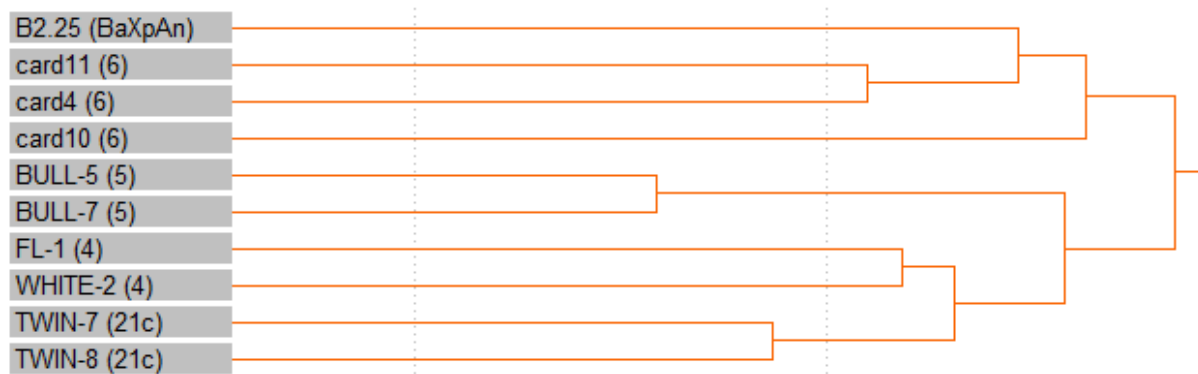 B2.25 (BaXpAn)
card11 (6)
card4 (6)
card10 (6)
BULL-5 (5)
BULL-7 (5)
FL-1 (4)
WHITE-2 (4)
TWIN-7 (21c)
TWIN-8 (21c)